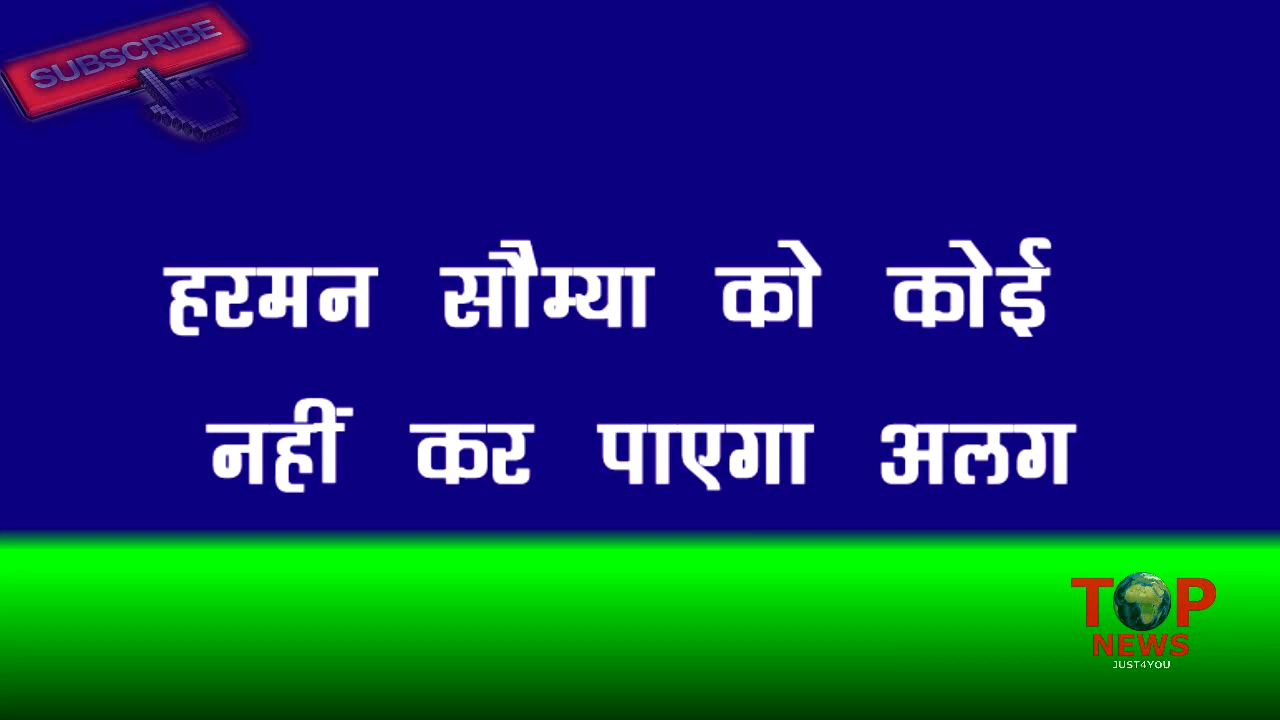 SUBSCRIBE
हरमन सौम्या को कोई
नहीं कर पाएगा अलग
TOP
NEWS
JUST4YOU